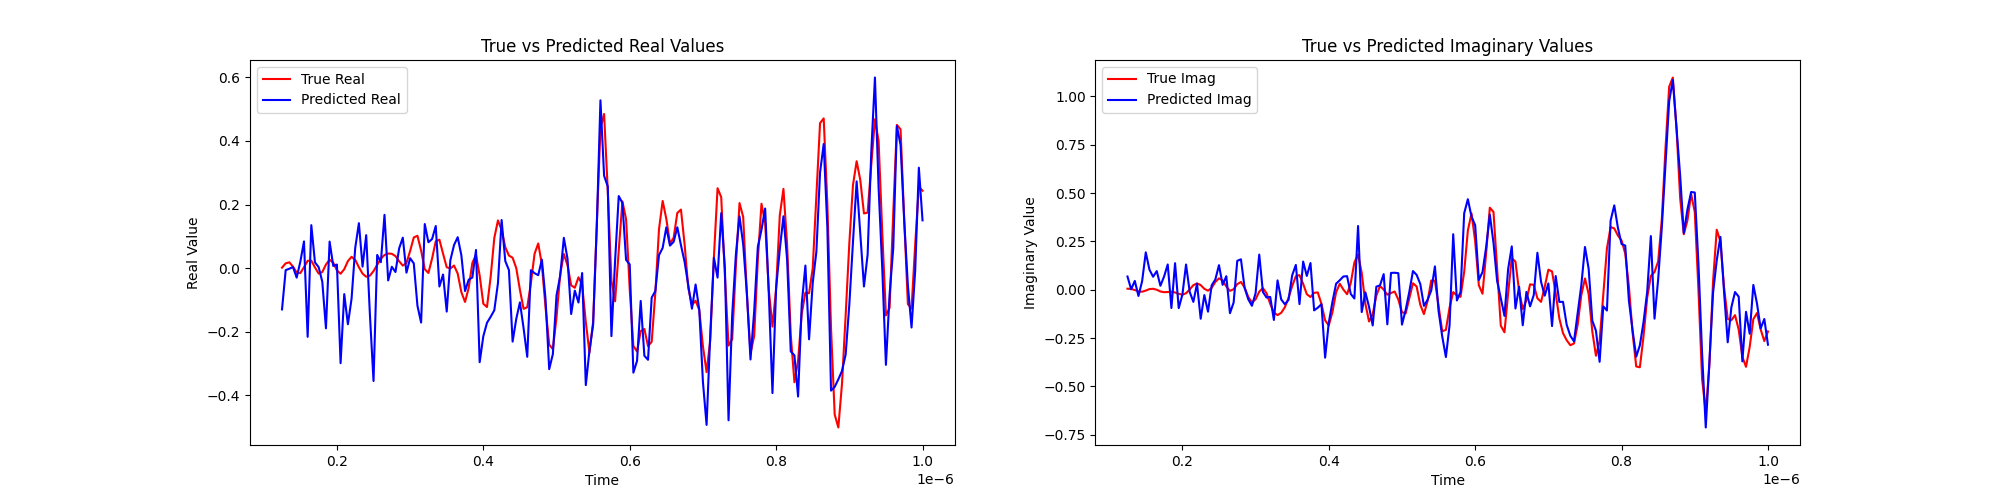 True vs Predicted Real Values
True Real
Predicted Real
Real Value
0.6
0.4
0.2
0.0
−0.2
−0.4
0.2
0.4
0.6
0.8
1.0
1e−6
Time
True vs Predicted Imaginary Values
True Imag
Predicted Imag
Imaginary Value
1.00
0.75
0.50
0.25
0.00
−0.25
−0.50
−0.75
0.2
0.4
0.6
0.8
1.0
1e−6
Time